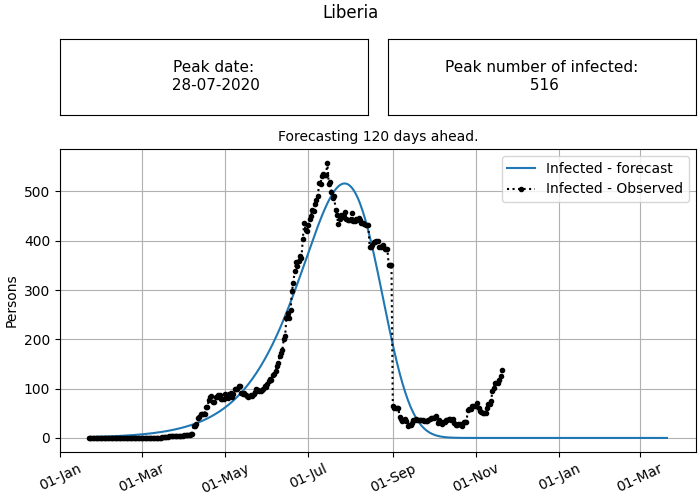 Liberia
Peak date:
28-07-2020
Peak number of infected:
516
Forecasting 120 days ahead.
Infected - forecast
Infected - Observed
Persons
500
400
300
200
100
0
01-Jan
01-Mar
01-May
01-Jul
01-Sep
01-Nov
01-Jan
01-Mar